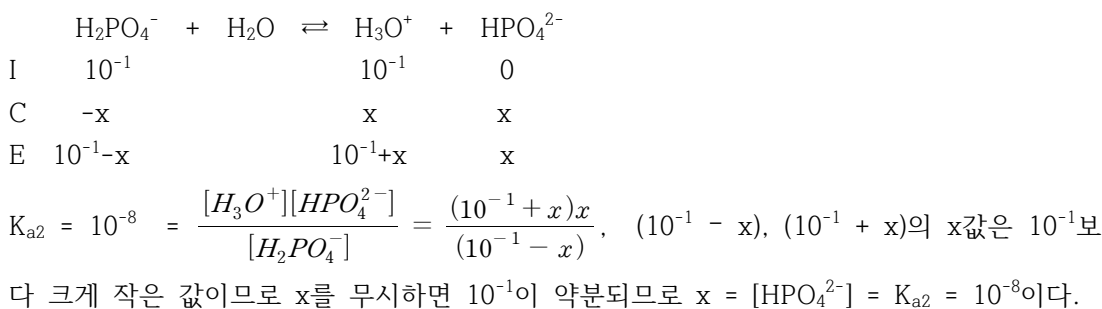 H₂PO₄⁻ + H₂O ⇄ H₃O⁺ + HPO₄²⁻
I 10⁻¹ 10⁻¹ 0
C -x x x
E 10⁻¹-x 10⁻¹+x x
Kₐ₂ = 10⁻⁸ = [H₃O⁺][HPO₄²⁻] / [H₂PO₄⁻] = (10⁻¹ + x)x / (10⁻¹ − x), (10⁻¹ - x), (10⁻¹ + x)의 x값은 10⁻¹보
다 크게 작은 값이므로 x를 무시하면 10⁻¹이 약분되므로 x = [HPO₄²⁻] = Kₐ₂ = 10⁻⁸이다.